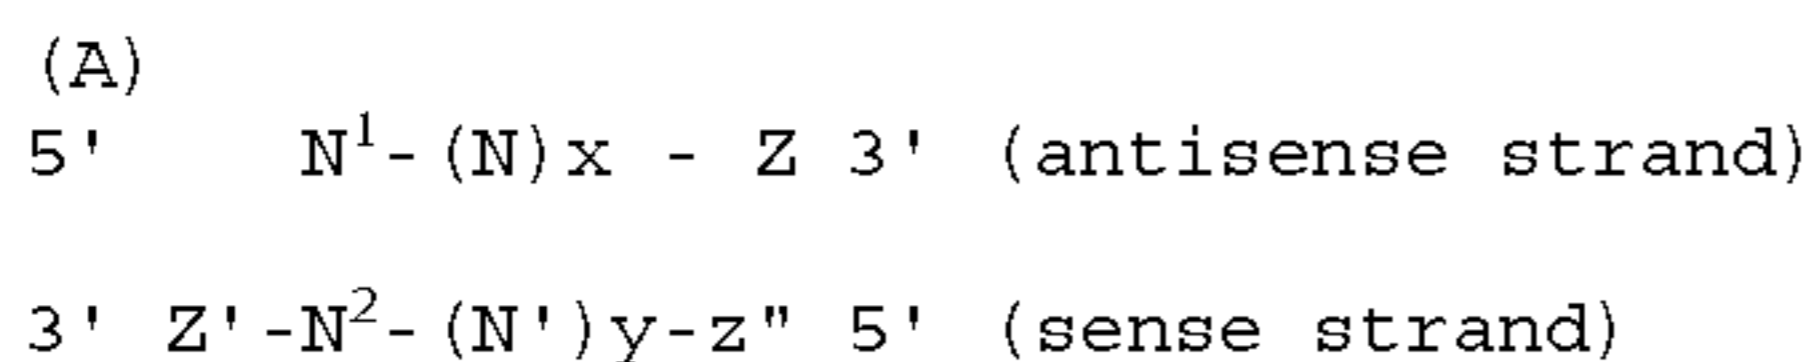 (A)
5' N¹-(N)x - Z 3' (antisense strand)
3' Z'-N²-(N')y-z" 5' (sense strand)